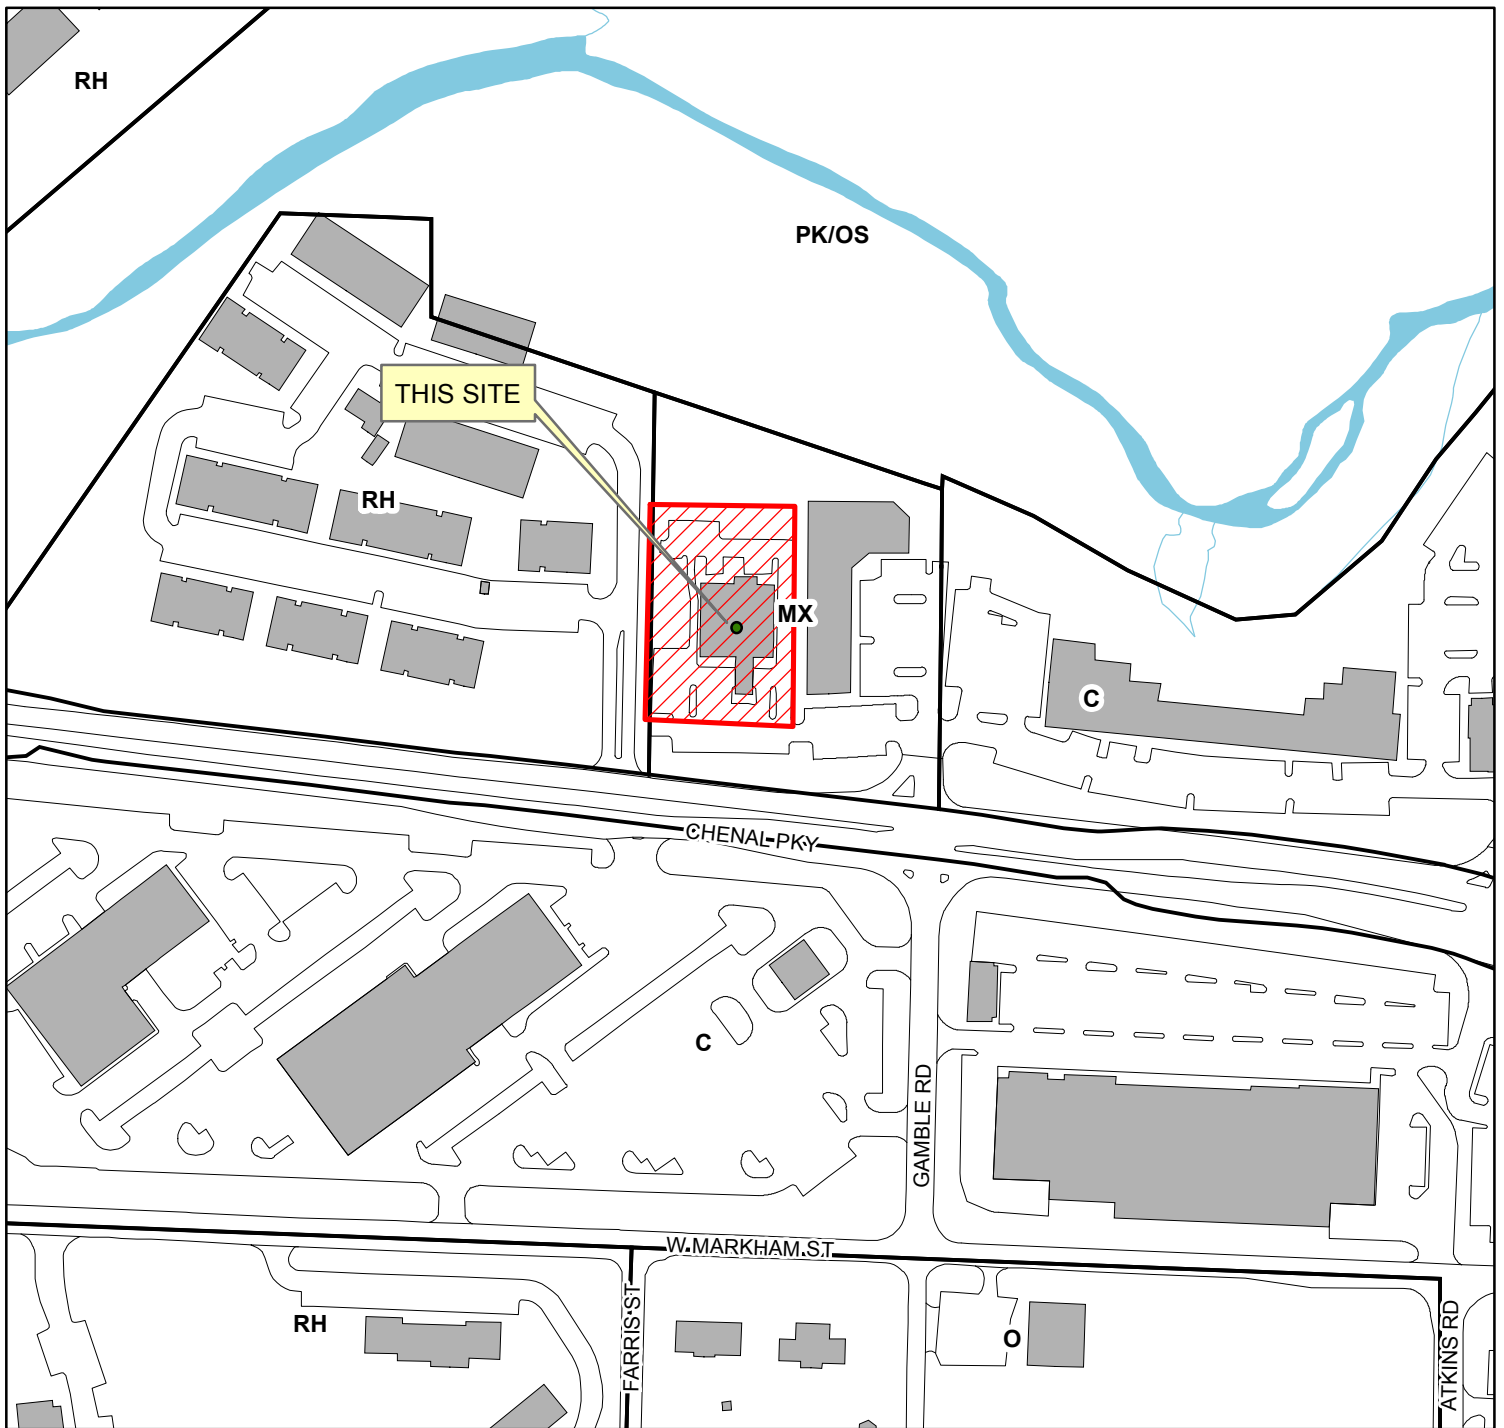 RH
PK/OS
THIS SITE
RH
MX
C
CHENAL PKY
C
GAMBLE RD
W MARKHAM ST
RH
FARRIS ST
O
ATKINS RD